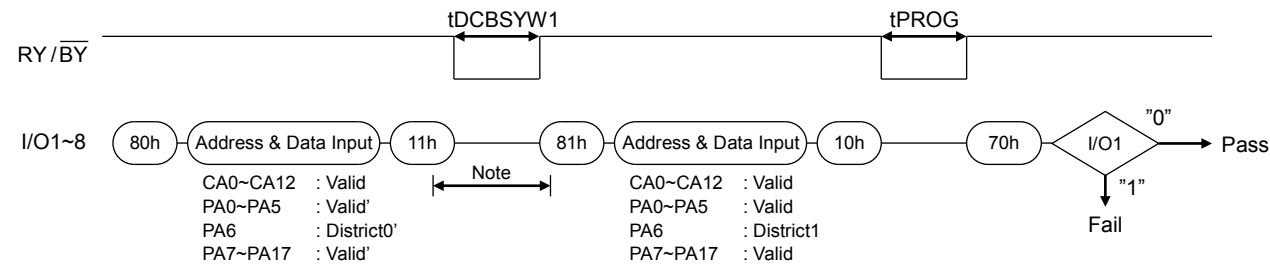 tDCBSYW1 tPROG
RY/BY
I/O1~8 80h Address & Data Input 11h 81h Address & Data Input 10h 70h I/O1 "0" Pass
Note
"1"
Fail
CA0~CA12 : Valid
PA0~PA5 : Valid'
PA6 : District0'
PA7~PA17 : Valid'
CA0~CA12 : Valid
PA0~PA5 : Valid
PA6 : District1
PA7~PA17 : Valid